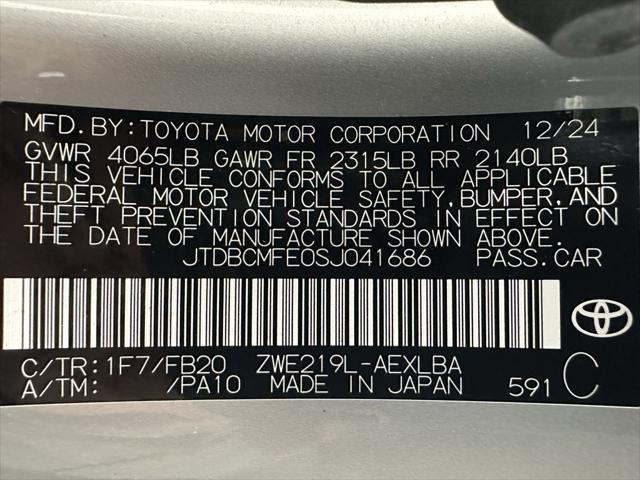 MFD. BY: TOYOTA MOTOR CORPORATION 12/24
GVWR 4065LB GAWR FR 2315LB RR 2140LB
THIS VEHICLE CONFORMS TO ALL APPLICABLE
FEDERAL MOTOR VEHICLE SAFETY, BUMPER, AND
THEFT PREVENTION STANDARDS IN EFFECT ON
THE DATE OF MANUFACTURE SHOWN ABOVE.
JTDBCMFE0SJ041686 PASS. CAR
C/TR: 1F7/FB20 ZWE219L-AEXLBA
A/TM: /PA10 MADE IN JAPAN 591 C